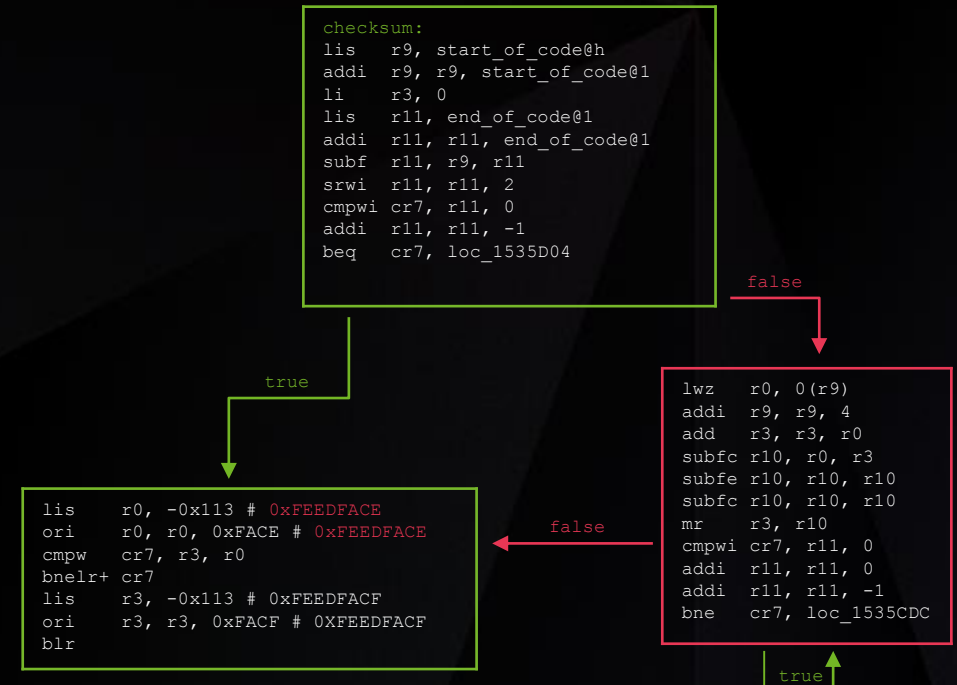 checksum:
lis r9, start_of_code@h
addi r9, r9, start_of_code@l
li r3, 0
lis r11, end_of_code@l
addi r11, r11, end_of_code@l
subf r11, r9, r11
srwi r11, r11, 2
cmpwi cr7, r11, 0
addi r11, r11, -1
beq cr7, loc_1535D04
false
true
lwz r0, 0(r9)
addi r9, r9, 4
add r3, r3, r0
subfc r10, r0, r3
subfe r10, r10, r10
subfc r10, r10, r10
mr r3, r10
cmpwi cr7, r11, 0
addi r11, r11, 0
addi r11, r11, -1
bne cr7, loc_1535CDC
true
false
lis r0, -0x113 # 0xFEEDFACE
ori r0, r0, 0xFACE # 0xFEEDFACE
cmpw cr7, r3, r0
bnelr+ cr7
lis r3, -0x113 # 0xFEEDFACF
ori r3, r3, 0xFACF # 0XFEEDFACF
blr